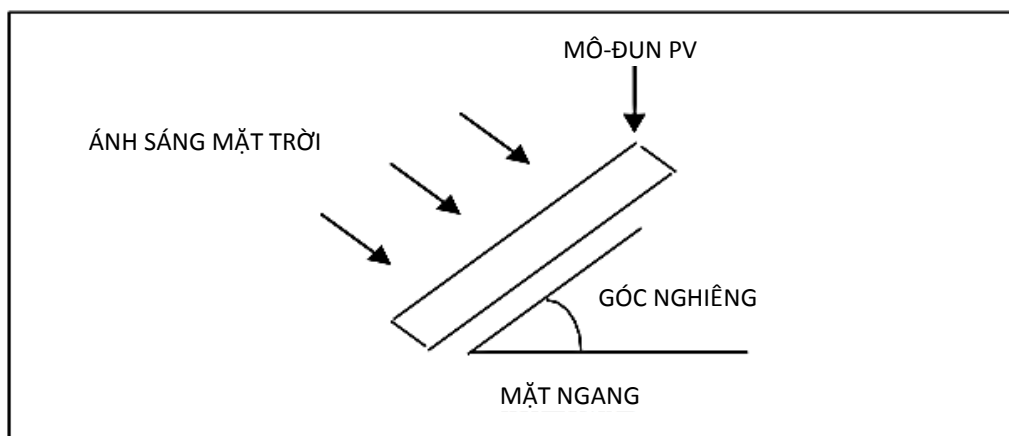 MÔ-ĐUN PV
ÁNH SÁNG MẶT TRỜI
GÓC NGHIÊNG
MẶT NGANG